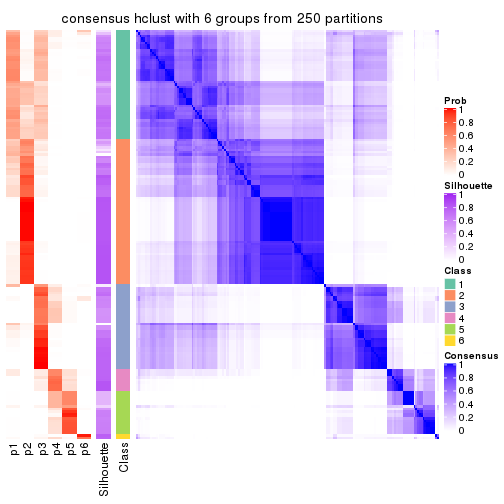 consensus hclust with 6 groups from 250 partitions
Prob
1
0.8
0.6
0.4
0.2
0
Silhouette
1
0.8
0.6
0.4
0.2
0
Class
1
2
3
4
5
6
Consensus
1
0.8
0.6
0.4
0.2
0
p1
p2
p3
p4
p5
p6
Silhouette
Class